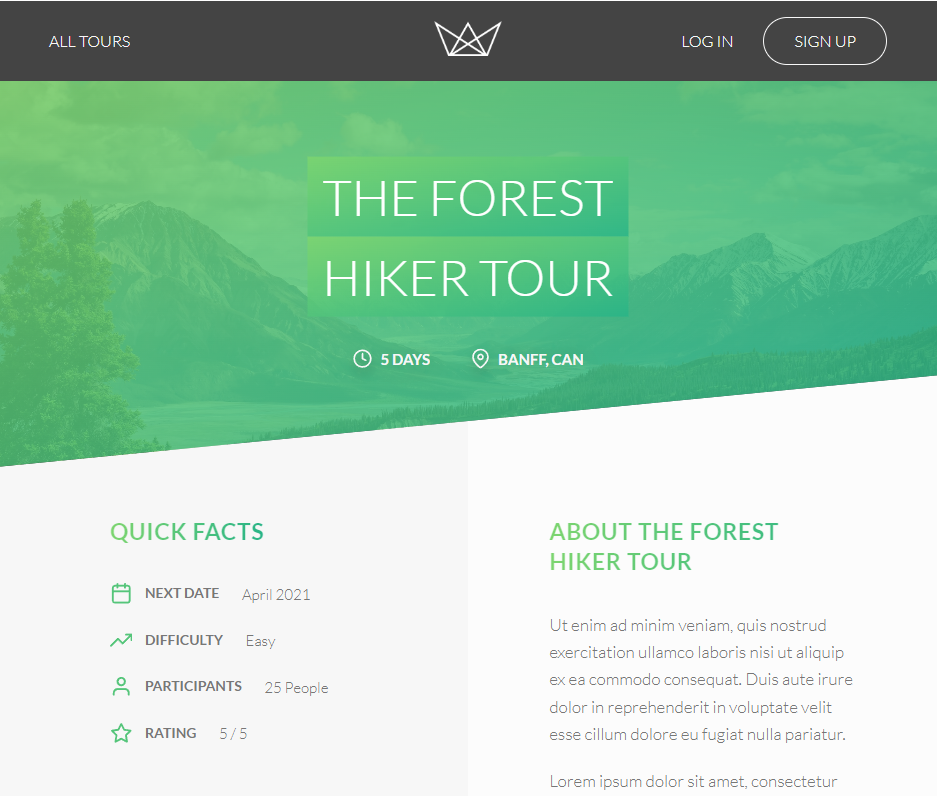 ALL TOURS
LOG IN
SIGN UP
THE FOREST
HIKER TOUR
5 DAYS
BANFF, CAN
QUICK FACTS
NEXT DATE April 2021
DIFFICULTY Easy
PARTICIPANTS 25 People
RATING 5 / 5
ABOUT THE FOREST
HIKER TOUR
Ut enim ad minim veniam, quis nostrud
exercitation ullamco laboris nisi ut aliquip
ex ea commodo consequat. Duis aute irure
dolor in reprehenderit in voluptate velit
esse cillum dolore eu fugiat nulla pariatur.
Lorem ipsum dolor sit amet, consectetur